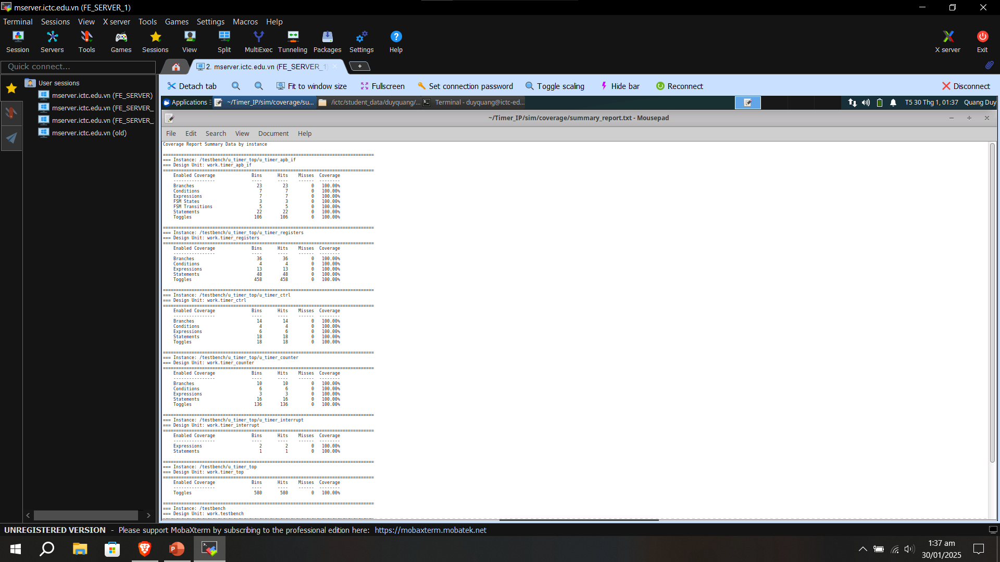 mserver.ictc.edu.vn (FE_SERVER_1)
Terminal Sessions View X server Tools Games Settings Macros Help
Session Servers Tools Games Sessions View Split MultiExec Tunneling Packages Settings Help X server Exit
Quick connect...
2. mserver.ictc.edu.vn (FE_SERVER_1)
User sessions
mserver.ictc.edu.vn (FE_SERVER)
mserver.ictc.edu.vn (FE_SERVER_
mserver.ictc.edu.vn (FE_SERVER_
mserver.ictc.edu.vn (old)
Detach tab Fit to window size Fullscreen Set connection password Toggle scaling Hide bar Reconnect Disconnect
Applications ~/Timer_IP/sim/coverage/su... /ictc/student_data/duyquang/... Terminal - duyquang@ictc-ed... T5 30 Thg 1, 01:37 Quang Duy
~/Timer_IP/sim/coverage/summary_report.txt - Mousepad
File Edit Search View Document Help
Coverage Report Summary Data by instance
=================================================================================
=== Instance: /testbench/u_timer_top/u_timer_apb_if
=== Design Unit: work.timer_apb_if
=================================================================================
Enabled Coverage Bins Hits Misses Coverage
---------------- ---- ---- ------ --------
Branches 23 23 0 100.00%
Conditions 7 7 0 100.00%
Expressions 7 7 0 100.00%
FSM States 3 3 0 100.00%
FSM Transitions 5 5 0 100.00%
Statements 22 22 0 100.00%
Toggles 106 106 0 100.00%
=================================================================================
=== Instance: /testbench/u_timer_top/u_timer_registers
=== Design Unit: work.timer_registers
=================================================================================
Enabled Coverage Bins Hits Misses Coverage
---------------- ---- ---- ------ --------
Branches 36 36 0 100.00%
Conditions 4 4 0 100.00%
Expressions 13 13 0 100.00%
Statements 48 48 0 100.00%
Toggles 458 458 0 100.00%
=================================================================================
=== Instance: /testbench/u_timer_top/u_timer_ctrl
=== Design Unit: work.timer_ctrl
=================================================================================
Enabled Coverage Bins Hits Misses Coverage
---------------- ---- ---- ------ --------
Branches 14 14 0 100.00%
Conditions 4 4 0 100.00%
Expressions 6 6 0 100.00%
Statements 18 18 0 100.00%
Toggles 18 18 0 100.00%
=================================================================================
=== Instance: /testbench/u_timer_top/u_timer_counter
=== Design Unit: work.timer_counter
=================================================================================
Enabled Coverage Bins Hits Misses Coverage
---------------- ---- ---- ------ --------
Branches 10 10 0 100.00%
Conditions 6 6 0 100.00%
Expressions 3 3 0 100.00%
Statements 16 16 0 100.00%
Toggles 136 136 0 100.00%
=================================================================================
=== Instance: /testbench/u_timer_top/u_timer_interrupt
=== Design Unit: work.timer_interrupt
=================================================================================
Enabled Coverage Bins Hits Misses Coverage
---------------- ---- ---- ------ --------
Expressions 2 2 0 100.00%
Statements 1 1 0 100.00%
=================================================================================
=== Instance: /testbench/u_timer_top
=== Design Unit: work.timer_top
=================================================================================
Enabled Coverage Bins Hits Misses Coverage
---------------- ---- ---- ------ --------
Toggles 580 580 0 100.00%
=================================================================================
=== Instance: /testbench
=== Design Unit: work.testbench
UNREGISTERED VERSION - Please support MobaXterm by subscribing to the professional edition here: https://mobaxterm.mobatek.net
1:37 am
30/01/2025